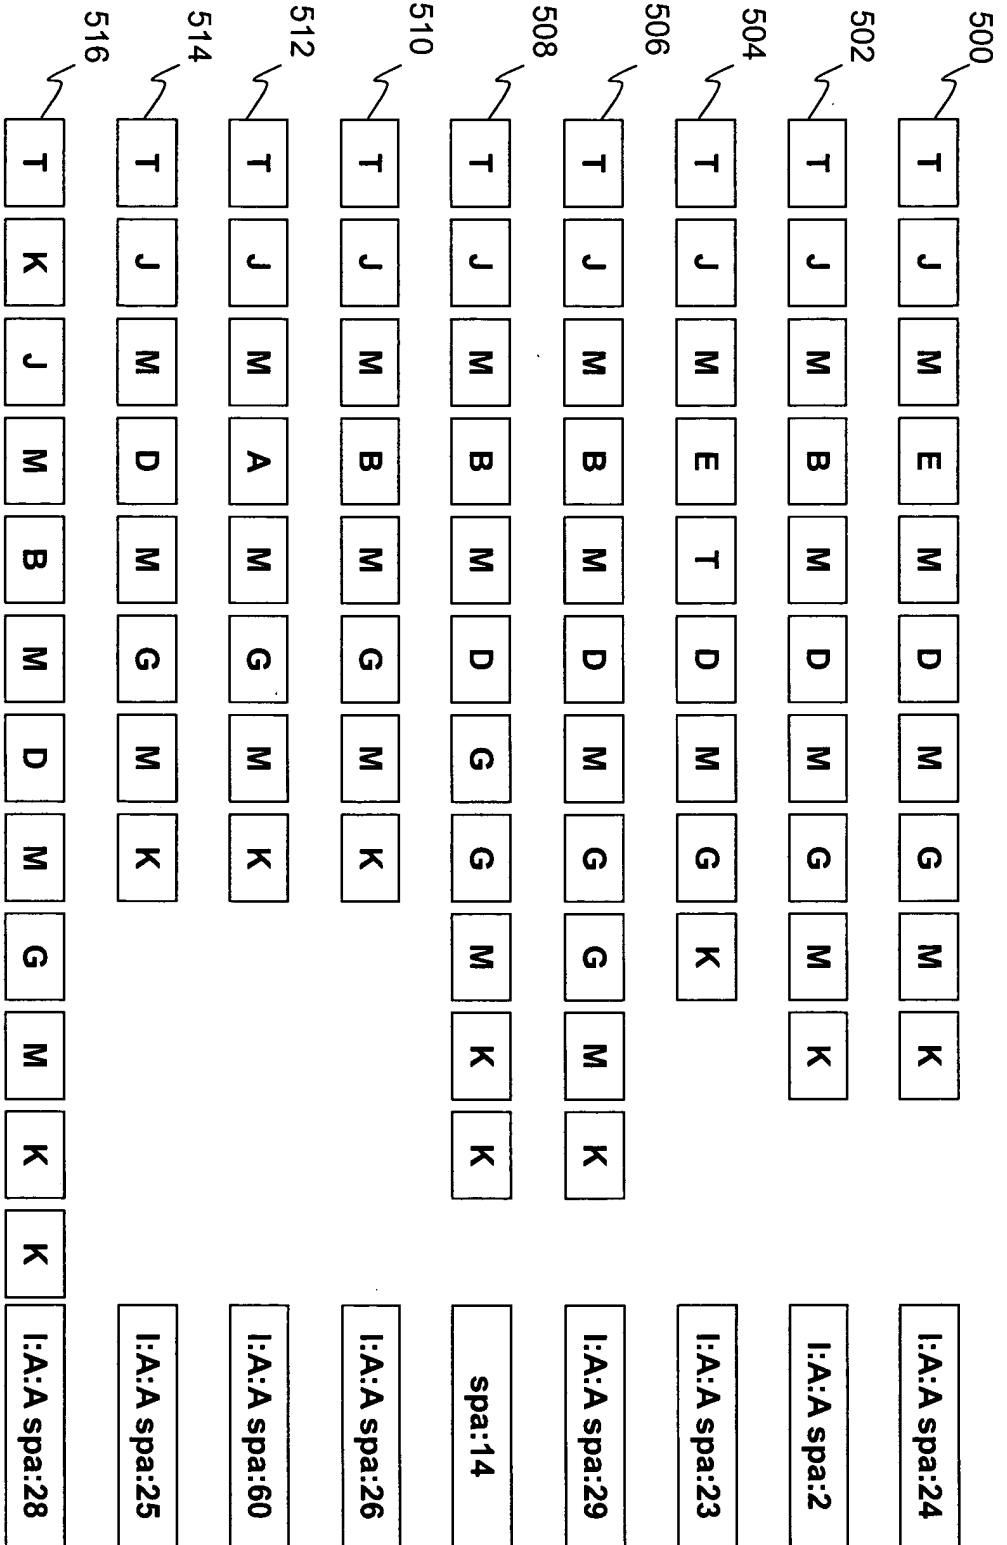 500 T J M E M D M G M K I:A:A spa:24
502 T J M B M D M G M K I:A:A spa:2
504 T J M E T D M G K I:A:A spa:23
506 T J M B M D M G G M K I:A:A spa:29
508 T J M B M D G G M K K spa:14
510 T J M B M G M K I:A:A spa:26
512 T J M A M G M K I:A:A spa:60
514 T J M D M G M K I:A:A spa:25
516 T K J M B M D M G M K K I:A:A spa:28